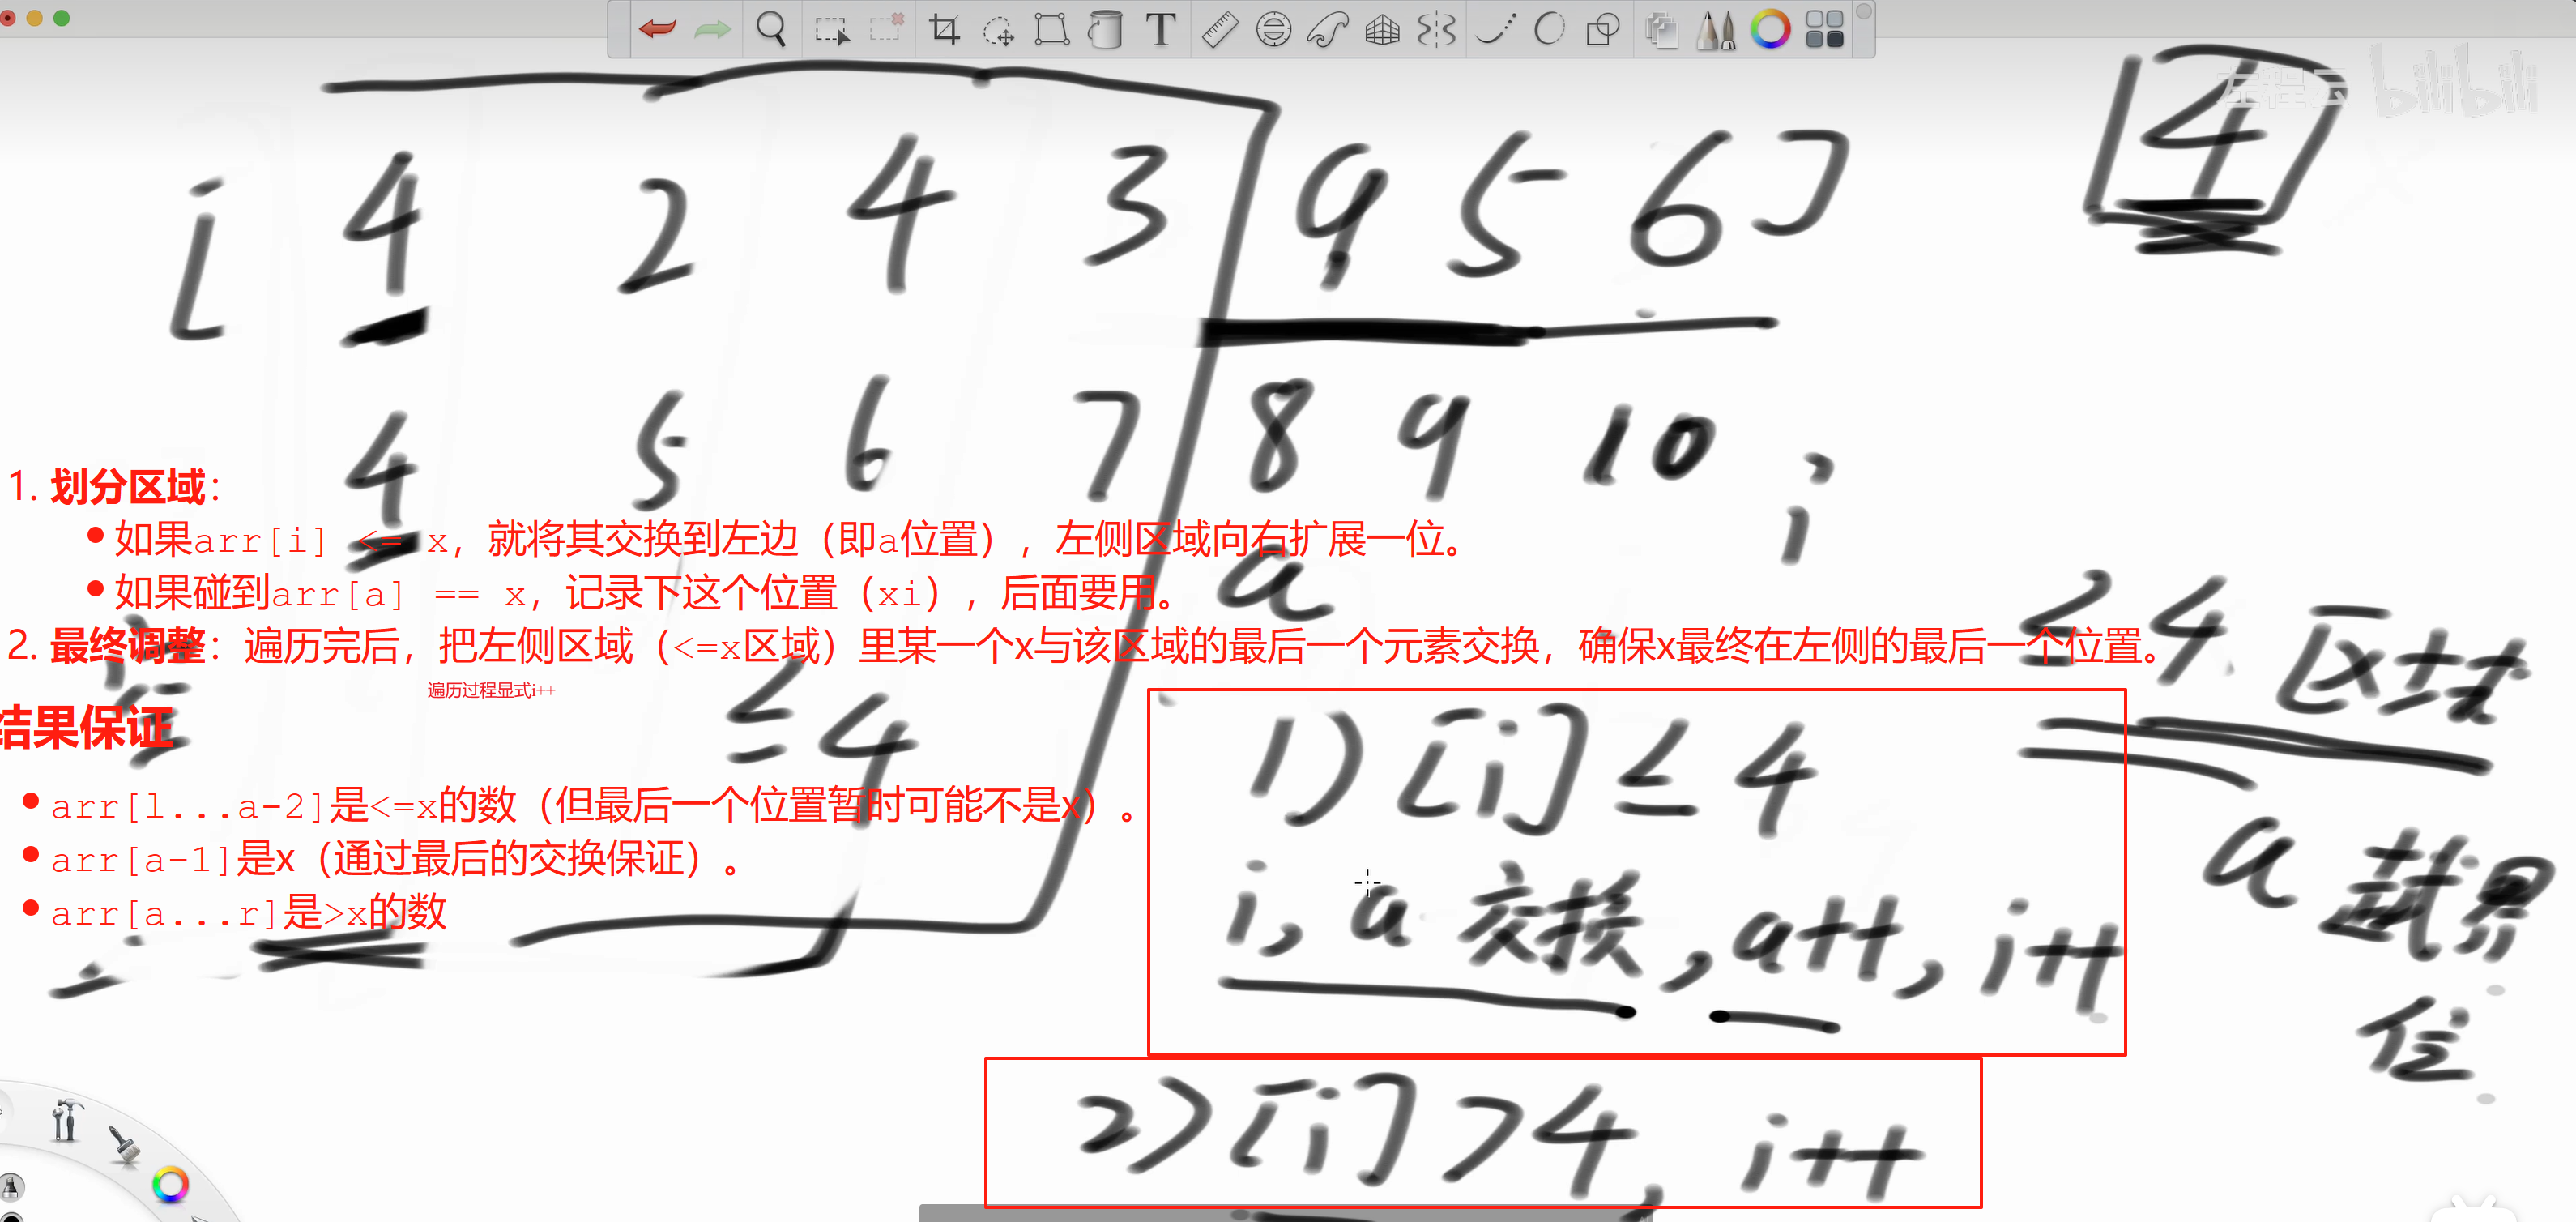 左程云 bilibili
4
[ 4 2 4 3 9 5 6 ]
4 5 6 7 8 9 10
i
a
1. 划分区域：
• 如果arr[i] <= x，就将其交换到左边（即a位置），左侧区域向右扩展一位。
• 如果碰到arr[a] == x，记录下这个位置（xi），后面要用。
2. 最终调整：遍历完后，把左侧区域（<=x区域）里某一个x与该区域的最后一个元素交换，确保x最终在左侧的最后一个位置。
遍历过程显式i++
≤4 区域
≤4
结果保证
• arr[l...a-2]是<=x的数（但最后一个位置暂时可能不是x）。
• arr[a-1]是x（通过最后的交换保证）。
• arr[a...r]是>x的数
1) [i] ≤ 4
i, a 交换, a++, i++
a 越界
位
2) [i] > 4, i++